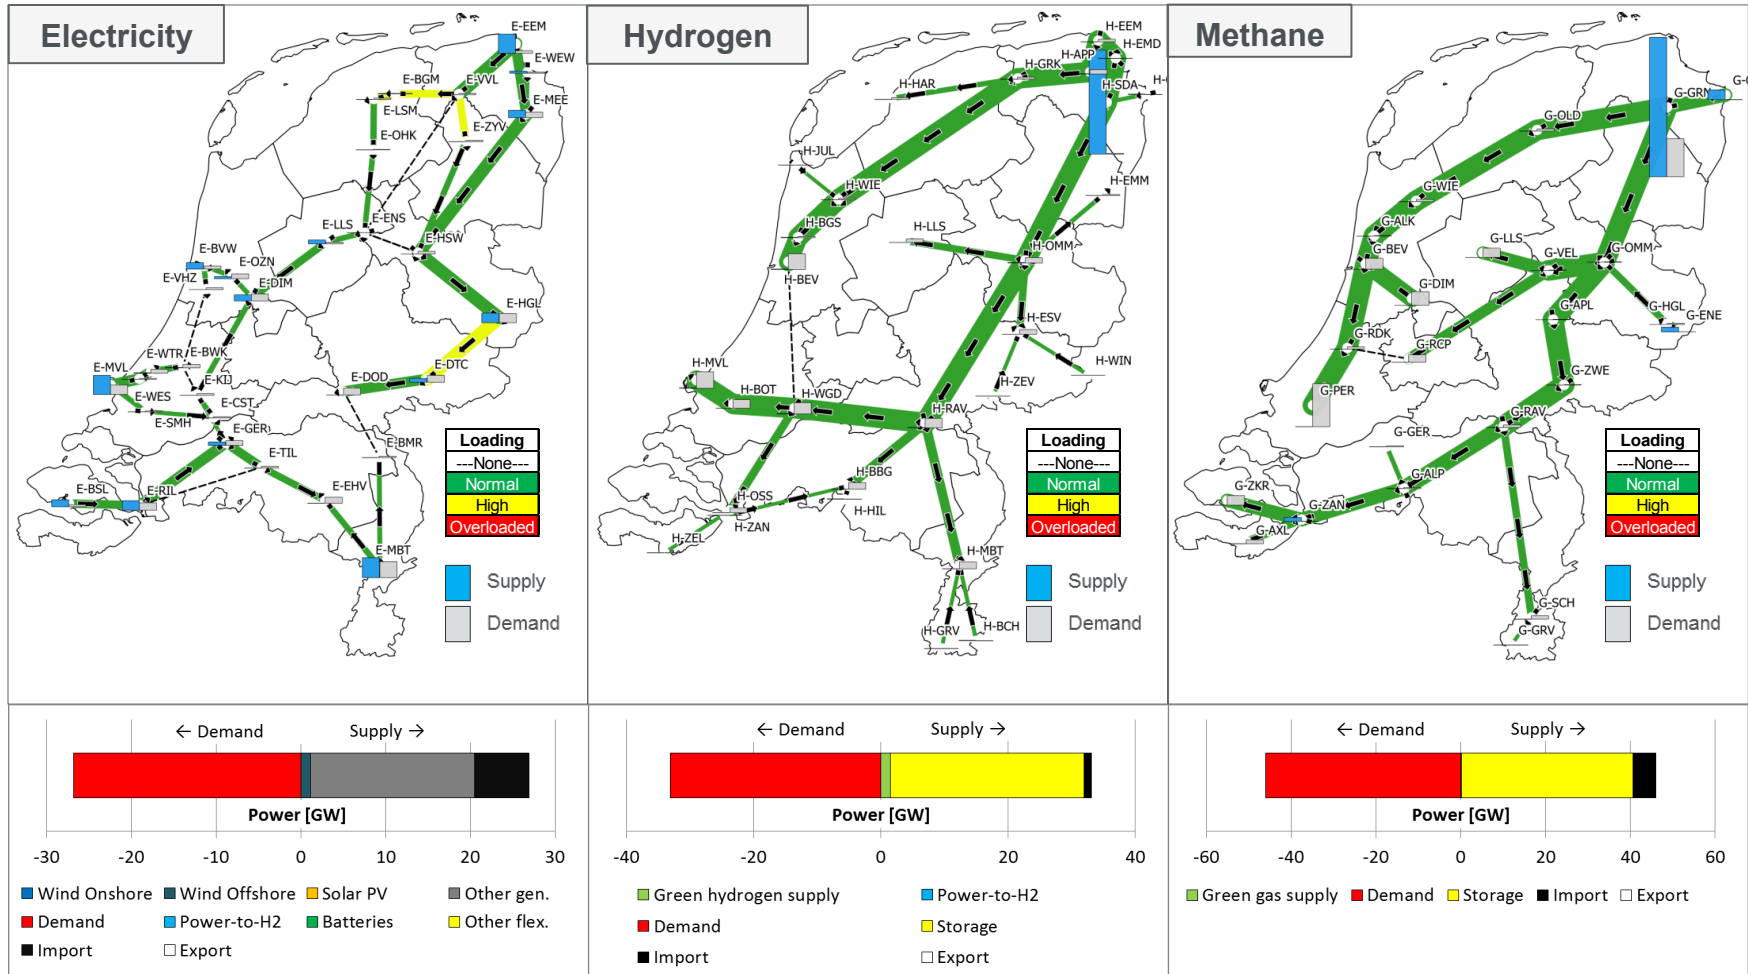 Electricity
E-EEM
E-WEW
E-BGM
E-VVL
E-MEE
E-LSM
E-ZYV
E-OHK
E-LLS
E-ENS
E-HSW
E-BVW
E-OZN
E-VHZ
E-DIM
E-HGL
E-WTR
E-BWK
E-MVL
E-DTC
E-DOD
E-KIJ
E-WES
E-CST
E-SMH
E-GER
E-BMR
E-TIL
E-BSL
E-RIL
E-EHV
E-MBT
Loading
---None---
Normal
High
Overloaded
Supply
Demand
Hydrogen
H-EEM
H-EMD
H-APP
H-GRK
H-HAR
H-SDA
H-JUL
H-WIE
H-EMM
H-BGS
H-LLS
H-OMM
H-BEV
H-ESV
H-WIN
H-MVL
H-ZEV
H-BOT
H-WGD
H-RAV
H-BBG
H-OSS
H-HIL
H-ZAN
H-ZEL
H-MBT
H-GRV
H-BCH
Loading
---None---
Normal
High
Overloaded
Supply
Demand
Methane
G-GRN
G-OLD
G-WIE
G-ALK
G-BEV
G-LLS
G-VEL
G-OMM
G-DIM
G-APL
G-HGL
G-ENE
G-RDK
G-RCP
G-PER
G-ZWE
G-RAV
G-GER
G-ALP
G-ZKR
G-ZAN
G-AXL
G-SCH
G-GRV
Loading
---None---
Normal
High
Overloaded
Supply
Demand
← Demand Supply →
Power [GW]
-30 -20 -10 0 10 20 30
Wind Onshore Wind Offshore Solar PV Other gen.
Demand Power-to-H2 Batteries Other flex.
Import Export
← Demand Supply →
Power [GW]
-40 -20 0 20 40
Green hydrogen supply Power-to-H2
Demand Storage
Import Export
← Demand Supply →
Power [GW]
-60 -40 -20 0 20 40 60
Green gas supply Demand Storage Import Export